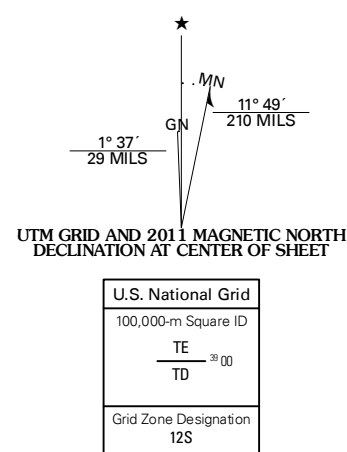 ★
MN
GN
11° 49´
210 MILS
1° 37´
29 MILS
UTM GRID AND 2011 MAGNETIC NORTH
DECLINATION AT CENTER OF SHEET
U.S. National Grid
100,000-m Square ID
TE
39 00
TD
Grid Zone Designation
12S